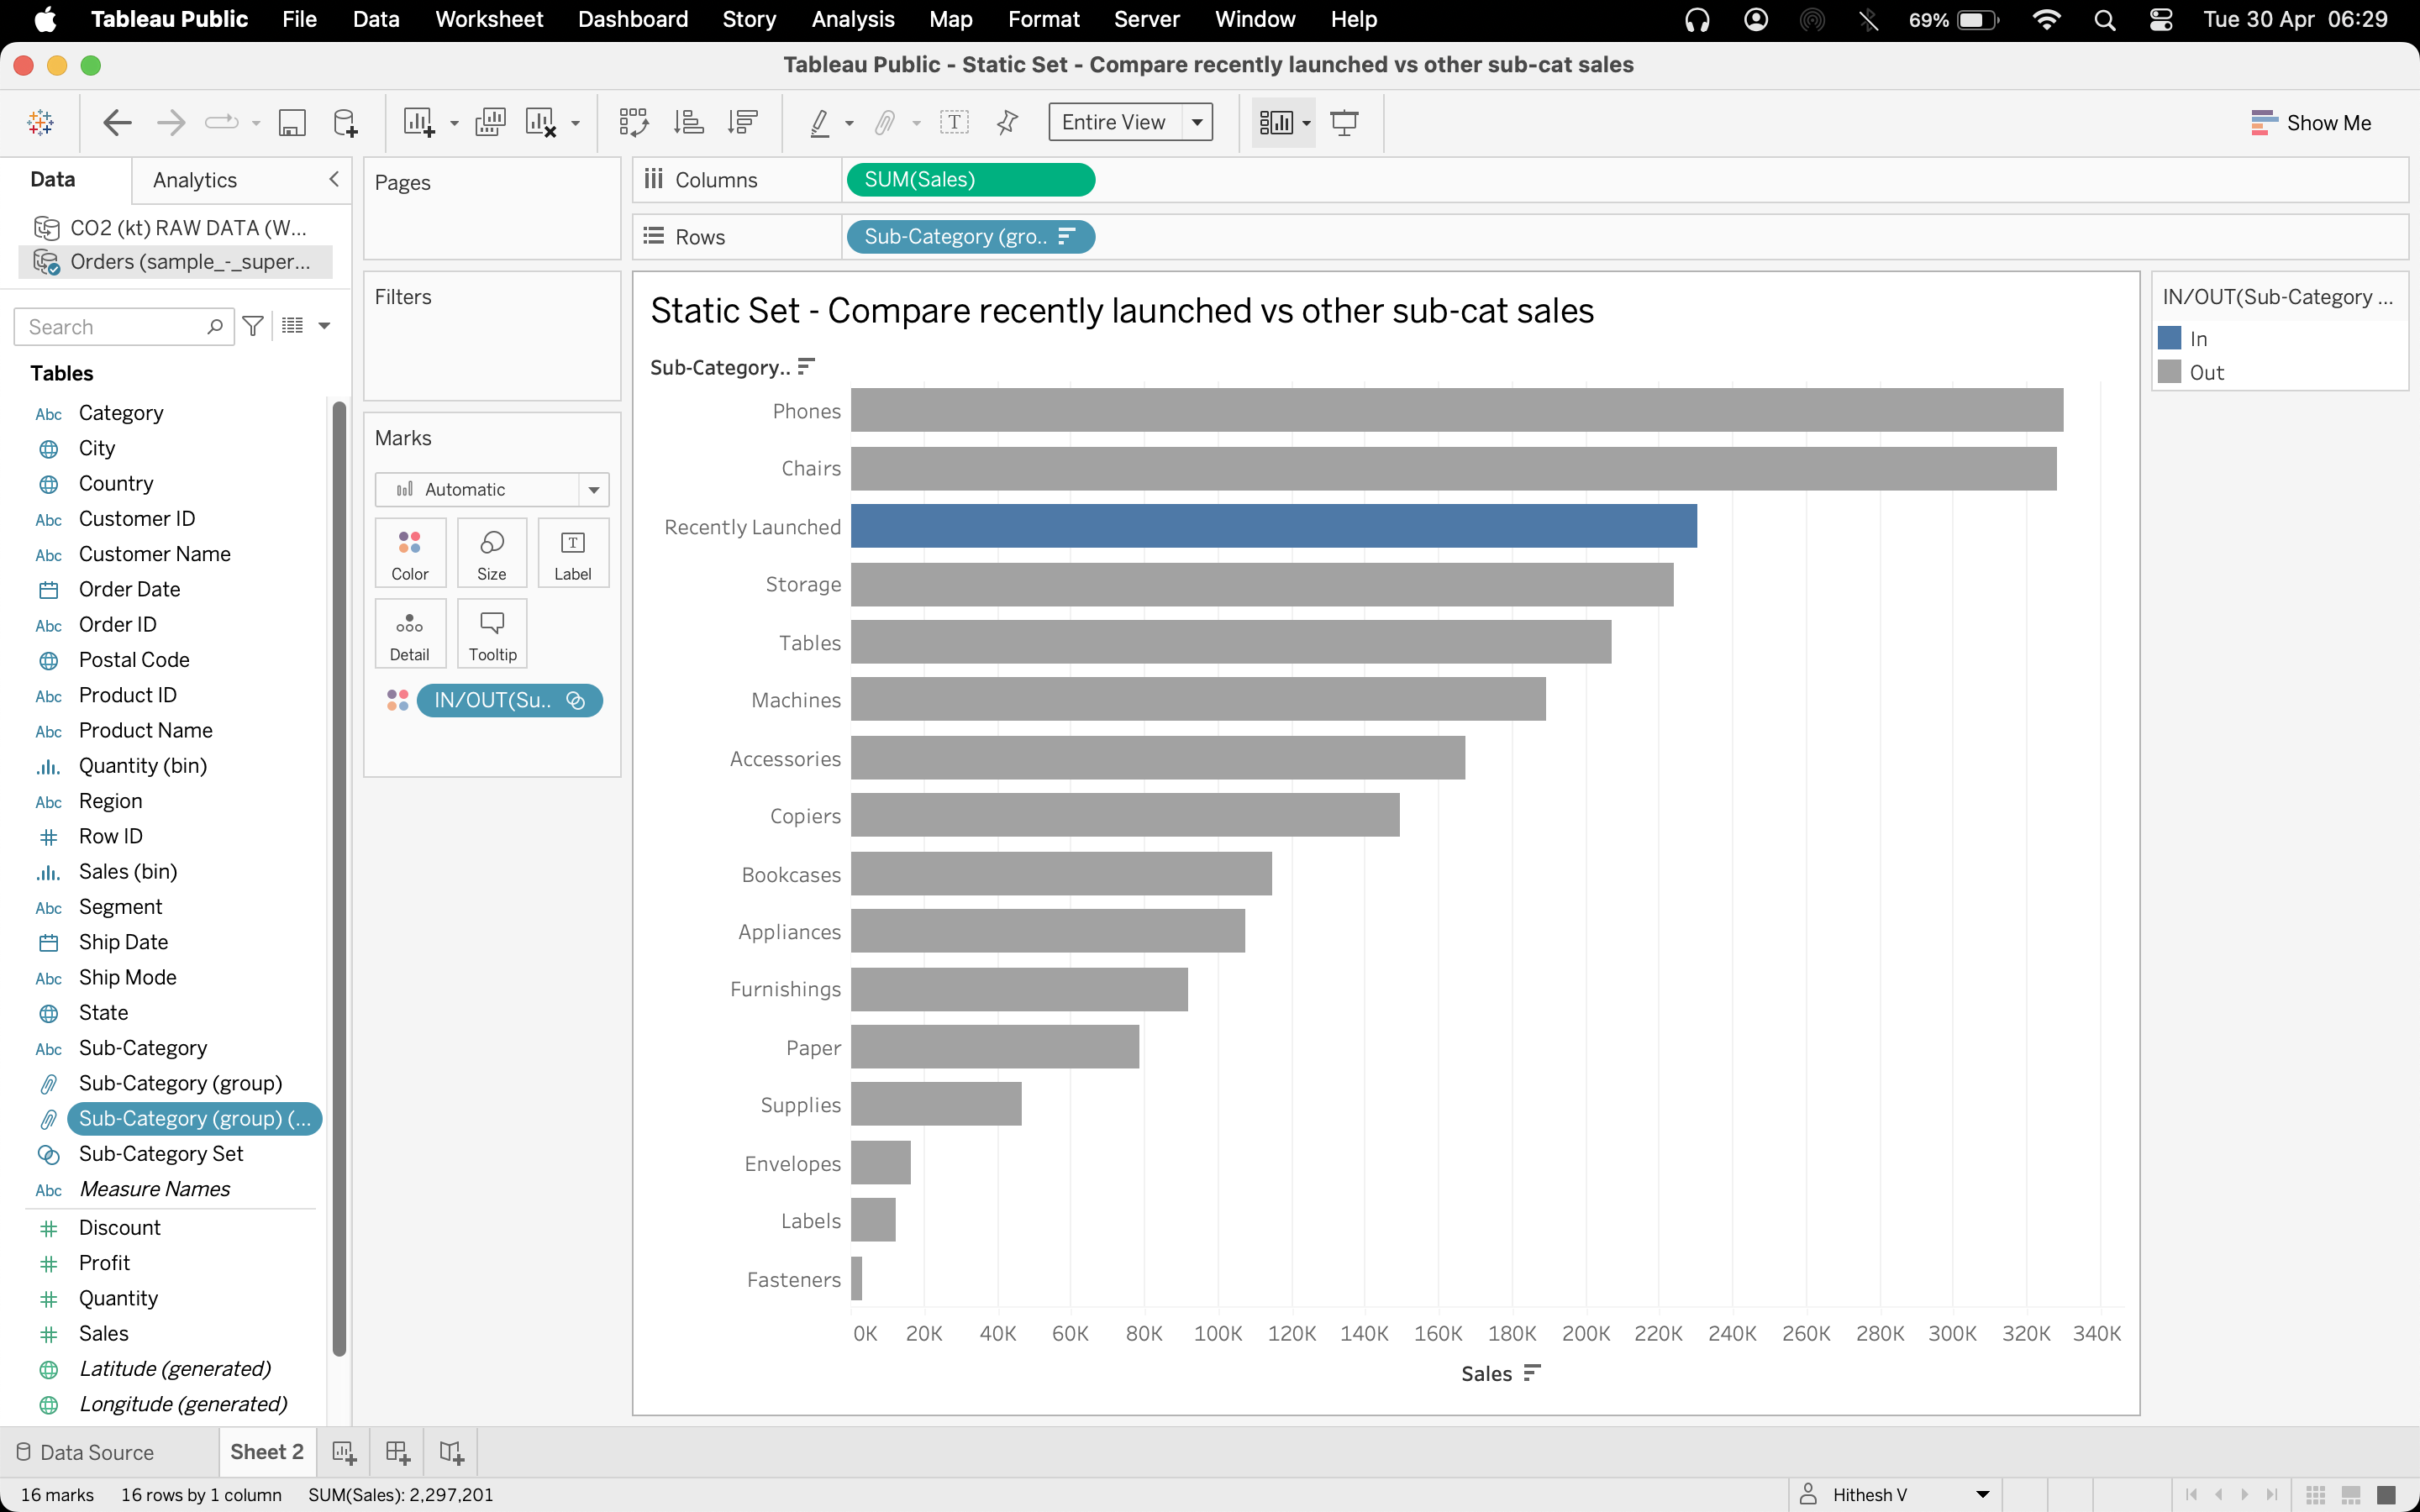 Tableau Public File Data Worksheet Dashboard Story Analysis Map Format Server Window Help 69% Tue 30 Apr 06:29
Tableau Public - Static Set - Compare recently launched vs other sub-cat sales
Entire View
Show Me
Data Analytics
CO2 (kt) RAW DATA (W...
Orders (sample_-_super...
Search
Tables
Abc Category
City
Country
Abc Customer ID
Abc Customer Name
Order Date
Abc Order ID
Postal Code
Abc Product ID
Abc Product Name
Quantity (bin)
Abc Region
Row ID
Sales (bin)
Abc Segment
Ship Date
Abc Ship Mode
State
Abc Sub-Category
Sub-Category (group)
Sub-Category (group) (...
Sub-Category Set
Abc Measure Names
Discount
Profit
Quantity
Sales
Latitude (generated)
Longitude (generated)
Pages
Filters
Marks
Automatic
Color Size Label
Detail Tooltip
IN/OUT(Su..
Columns SUM(Sales)
Rows Sub-Category (gro..
Static Set - Compare recently launched vs other sub-cat sales
Sub-Category..
Phones
Chairs
Recently Launched
Storage
Tables
Machines
Accessories
Copiers
Bookcases
Appliances
Furnishings
Paper
Supplies
Envelopes
Labels
Fasteners
0K 20K 40K 60K 80K 100K 120K 140K 160K 180K 200K 220K 240K 260K 280K 300K 320K 340K
Sales
IN/OUT(Sub-Category ...
In
Out
Data Source Sheet 2
16 marks 16 rows by 1 column SUM(Sales): 2,297,201 Hithesh V